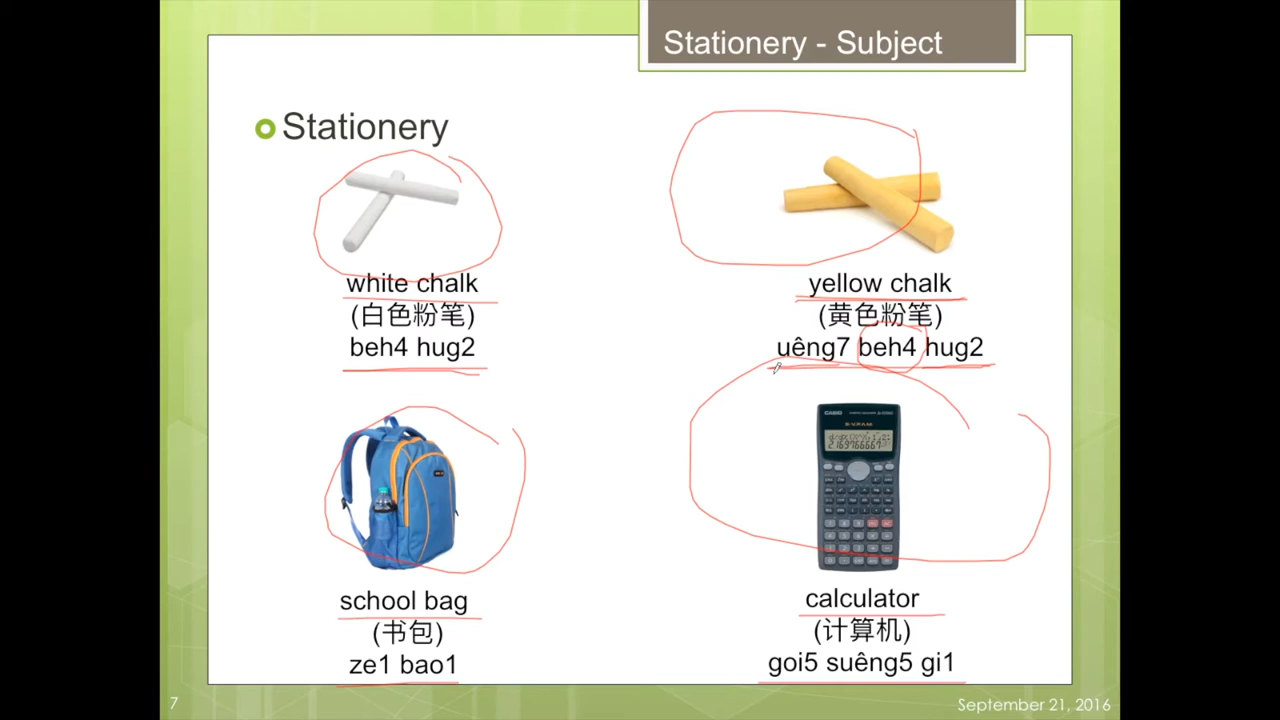 Stationery - Subject
Stationery
white chalk
(白色粉笔)
beh4 hug2
yellow chalk
(黄色粉笔)
uêng7 beh4 hug2
CASIO
school bag
(书包)
ze1 bao1
calculator
(计算机)
goi5 suêng5 gi1
7
September 21, 2016